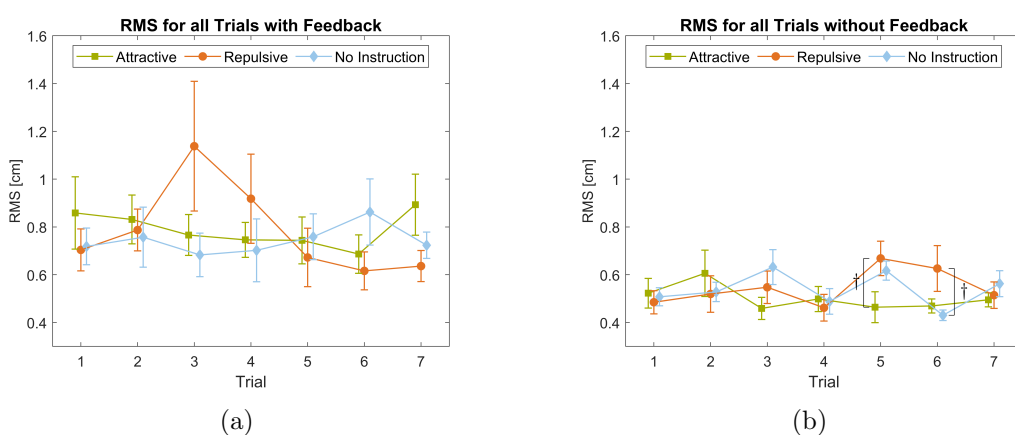 RMS for all Trials with Feedback
1.6
1.4
1.2
1
0.8
0.6
0.4
RMS [cm]
Attractive Repulsive No Instruction
1 2 3 4 5 6 7
Trial
(a)
RMS for all Trials without Feedback
1.6
1.4
1.2
1
0.8
0.6
0.4
RMS [cm]
Attractive Repulsive No Instruction
† †
1 2 3 4 5 6 7
Trial
(b)